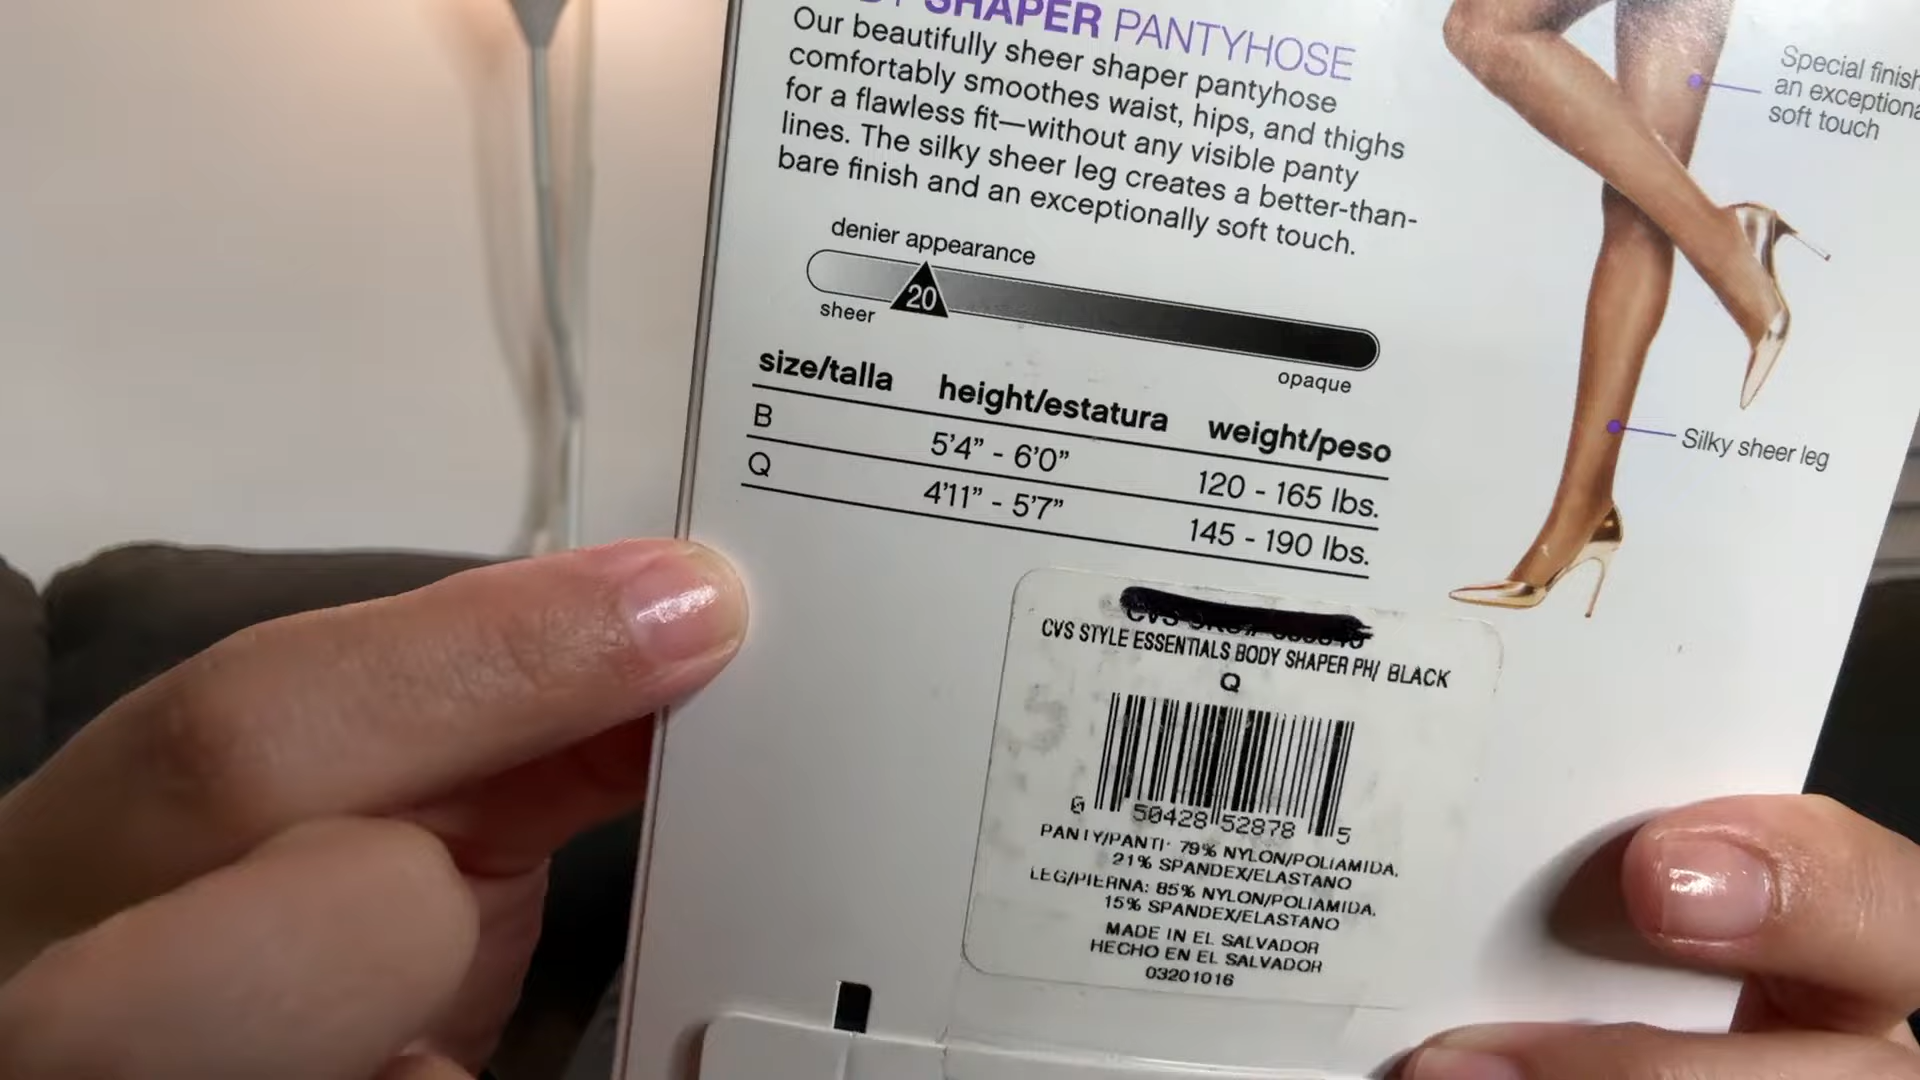 SHAPER PANTYHOSE
Our beautifully sheer shaper pantyhose
comfortably smoothes waist, hips, and thighs
for a flawless fit—without any visible panty
lines. The silky sheer leg creates a better-than-
bare finish and an exceptionally soft touch.
denier appearance
20
sheer
opaque
size/talla height/estatura weight/peso
B 5'4" - 6'0" 120 - 165 lbs.
Q 4'11" - 5'7" 145 - 190 lbs.
Special finish
an
soft touch
Silky sheer leg
CVS
CVS STYLE ESSENTIALS BODY SHAPER PH/ BLACK
Q
0 50428 52878 5
PANTY/PANTI: 79% NYLON/POLIAMIDA,
21% SPANDEX/ELASTANO
LEG/PIERNA: 85% NYLON/POLIAMIDA,
15% SPANDEX/ELASTANO
MADE IN EL SALVADOR
HECHO EN EL SALVADOR
03201016